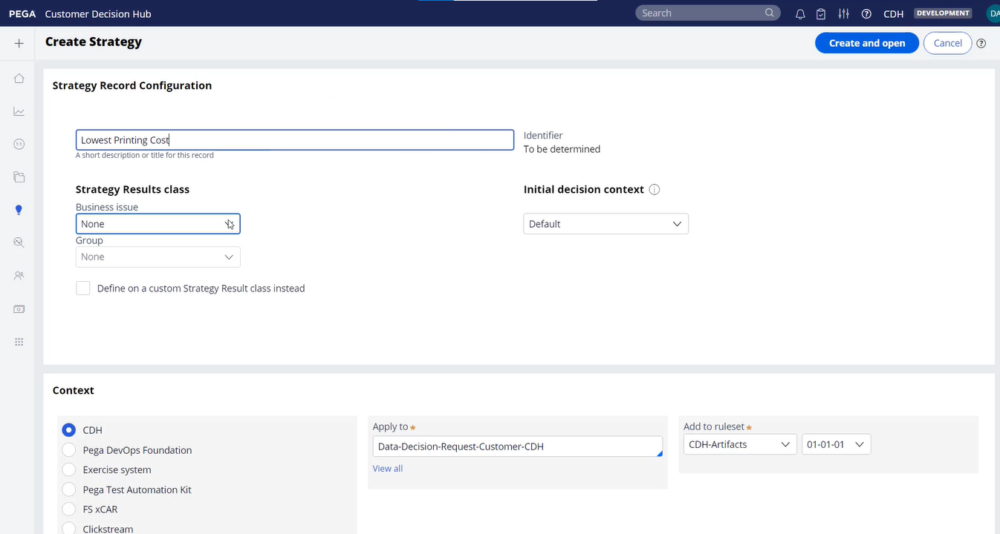 PEGA Customer Decision Hub Search CDH DEVELOPMENT DA
Create Strategy Create and open Cancel
Strategy Record Configuration
Lowest Printing Cost
A short description or title for this record
Identifier
To be determined
Strategy Results class
Business issue
None
Group
None
Define on a custom Strategy Result class instead
Initial decision context
Default
Context
CDH
Pega DevOps Foundation
Exercise system
Pega Test Automation Kit
FS xCAR
Clickstream
Apply to
Data-Decision-Request-Customer-CDH
View all
Add to ruleset
CDH-Artifacts 01-01-01